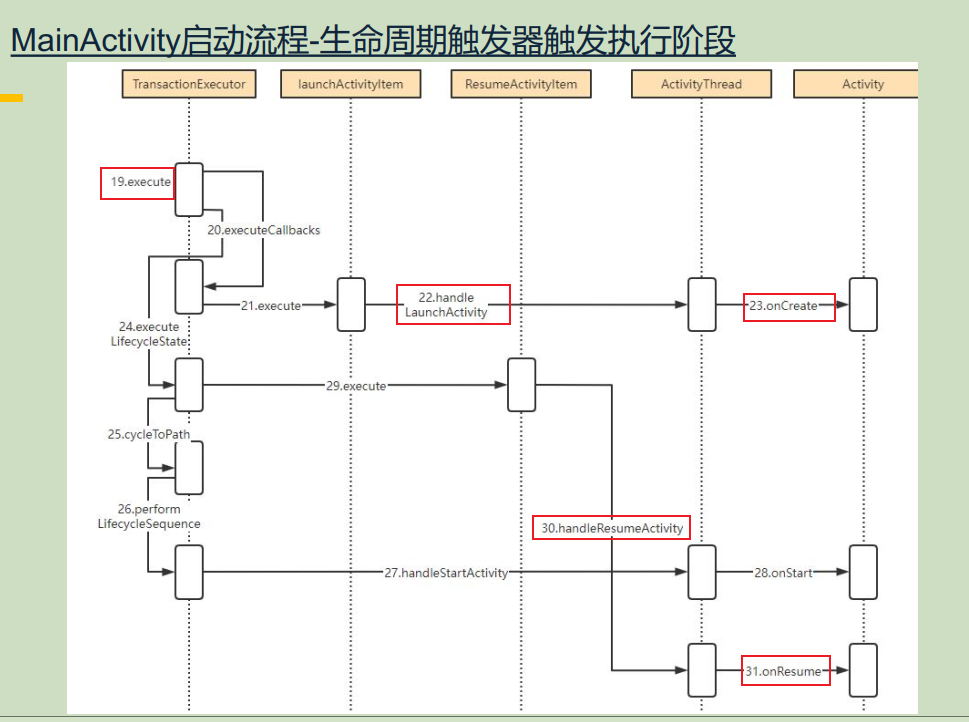 MainActivity启动流程-生命周期触发器触发执行阶段
TransactionExecutor
launchActivityItem
ResumeActivityItem
ActivityThread
Activity
19.execute
20.executeCallbacks
21.execute
22.handle
LaunchActivity
23.onCreate
24.execute
LifecycleState
29.execute
25.cycleToPath
26.perform
LifecycleSequence
30.handleResumeActivity
27.handleStartActivity
28.onStart
31.onResume